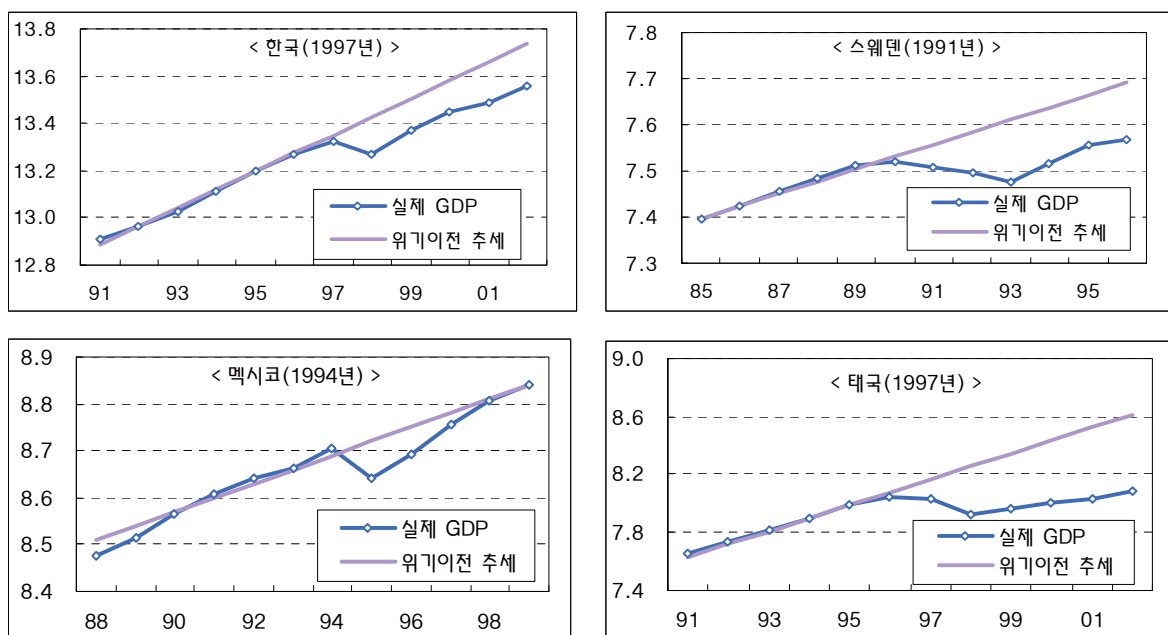 < 한국(1997년) >
13.8
13.6
13.4
13.2
13.0
12.8
실제 GDP
위기이전 추세
91 93 95 97 99 01
< 스웨덴(1991년) >
7.8
7.7
7.6
7.5
7.4
7.3
실제 GDP
위기이전 추세
85 87 89 91 93 95
< 멕시코(1994년) >
8.9
8.8
8.7
8.6
8.5
8.4
실제 GDP
위기이전 추세
88 90 92 94 96 98
< 태국(1997년) >
9.0
8.6
8.2
7.8
7.4
실제 GDP
위기이전 추세
91 93 95 97 99 01